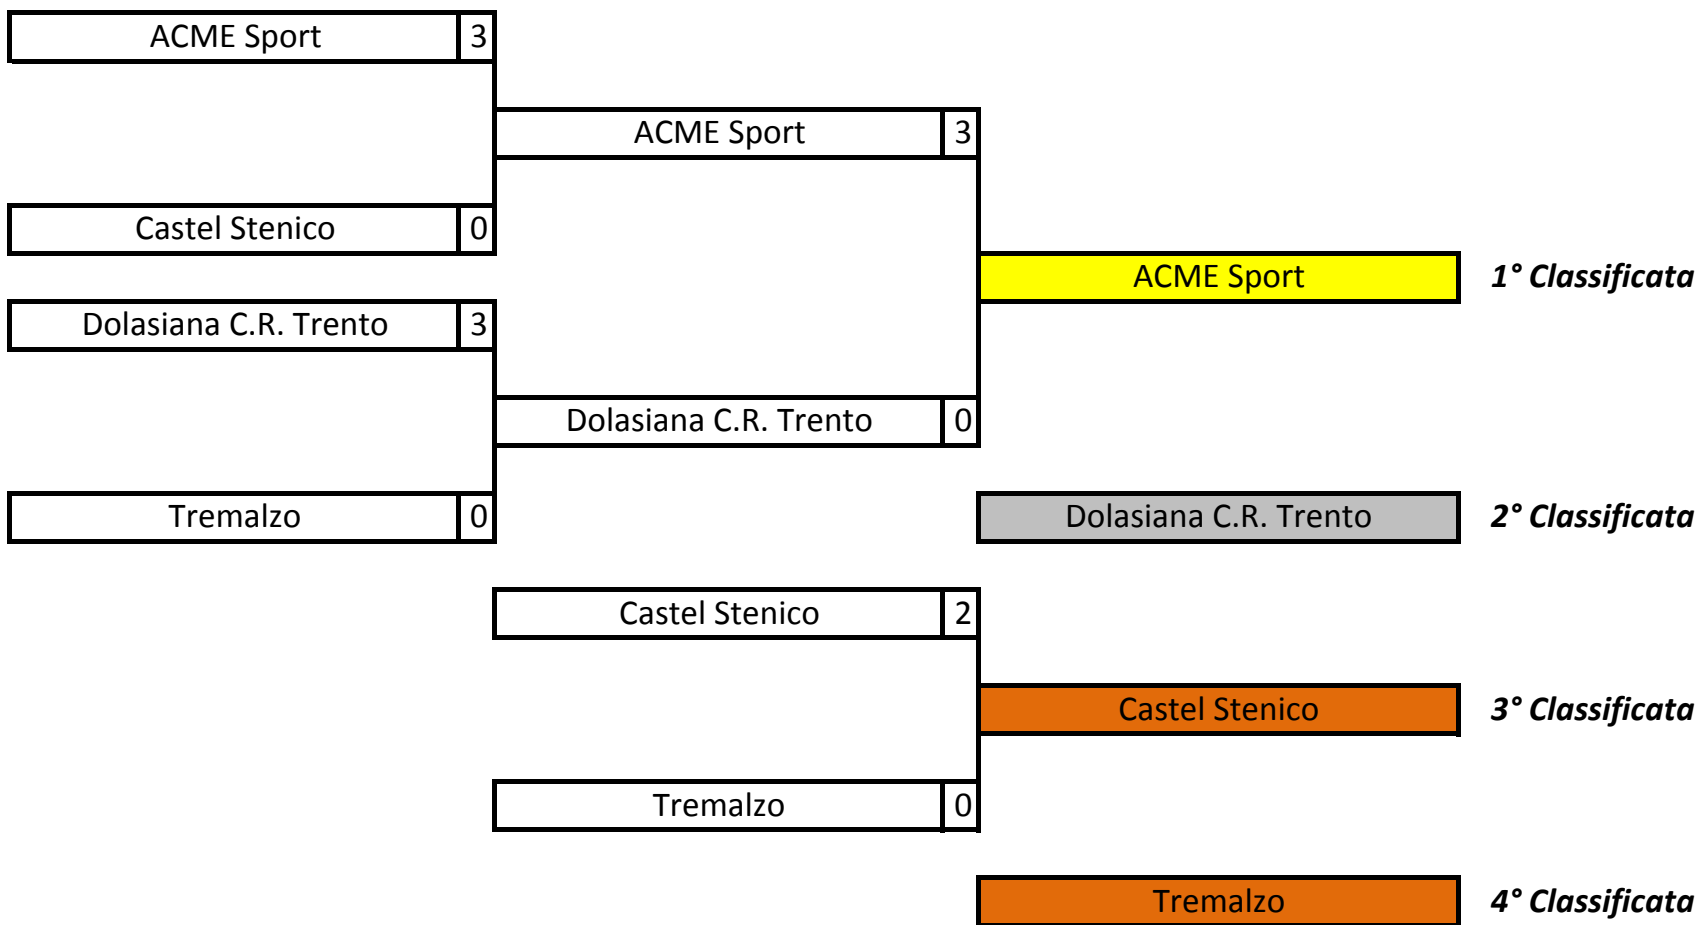 ACME Sport 3
ACME Sport 3
Castel Stenico 0
ACME Sport 1° Classificata
Dolasiana C.R. Trento 3
Dolasiana C.R. Trento 0
Tremalzo 0
Dolasiana C.R. Trento 2° Classificata
Castel Stenico 2
Castel Stenico 3° Classificata
Tremalzo 0
Tremalzo 4° Classificata